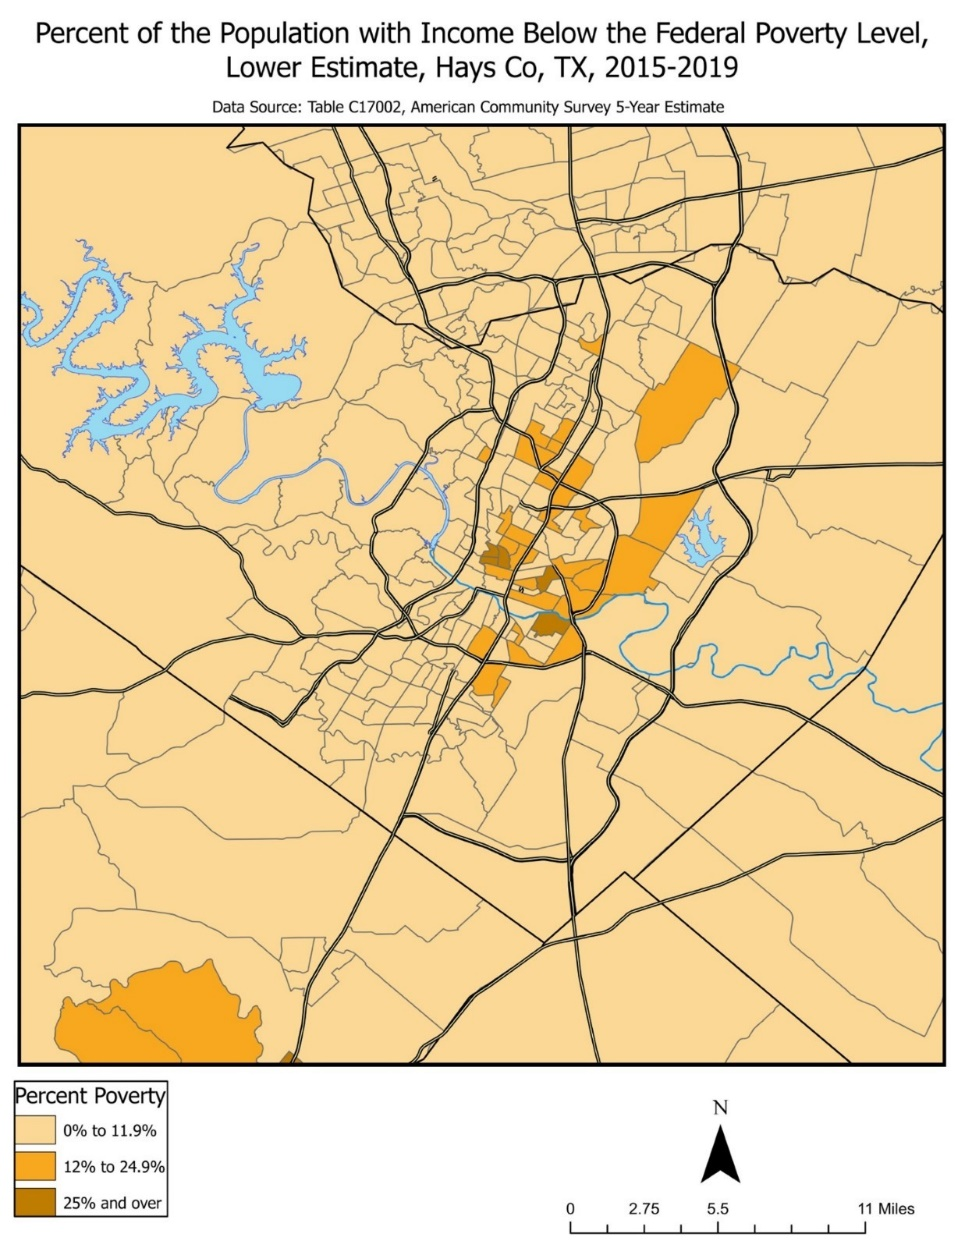 Percent of the Population with Income Below the Federal Poverty Level,
Lower Estimate, Hays Co, TX, 2015-2019
Data Source: Table C17002, American Community Survey 5-Year Estimate
Percent Poverty
0% to 11.9%
12% to 24.9%
25% and over
N
0 2.75 5.5 11 Miles